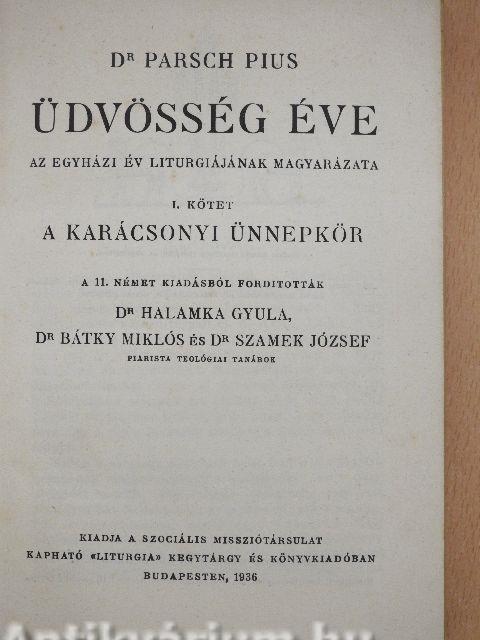 DR PARSCH PIUS
ÜDVÖSSÉG ÉVE
AZ EGYHÁZI ÉV LITURGIÁJÁNAK MAGYARÁZATA
I. KÖTET
A KARÁCSONYI ÜNNEPKÖR
A 11. NÉMET KIADÁSBÓL FORDITOTTÁK
DR HALAMKA GYULA,
DR BÁTKY MIKLÓS ÉS DR SZAMEK JÓZSEF
PIARISTA TEOLÓGIAI TANÁROK
KIADJA A SZOCIÁLIS MISSZIÓTÁRSULAT
KAPHATÓ «LITURGIA» KEGYTÁRGY ÉS KÖNYVKIADÓBAN
BUDAPESTEN, 1936
Antikvárium.hu